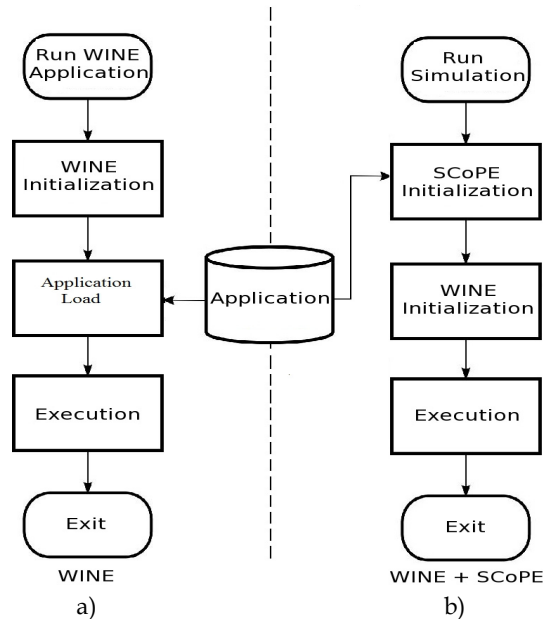 Run WINE
Application
WINE
Initialization
Application
Load
Execution
Exit
WINE
a)
Application
Run
Simulation
SCoPE
Initialization
WINE
Initialization
Execution
Exit
WINE + SCoPE
b)